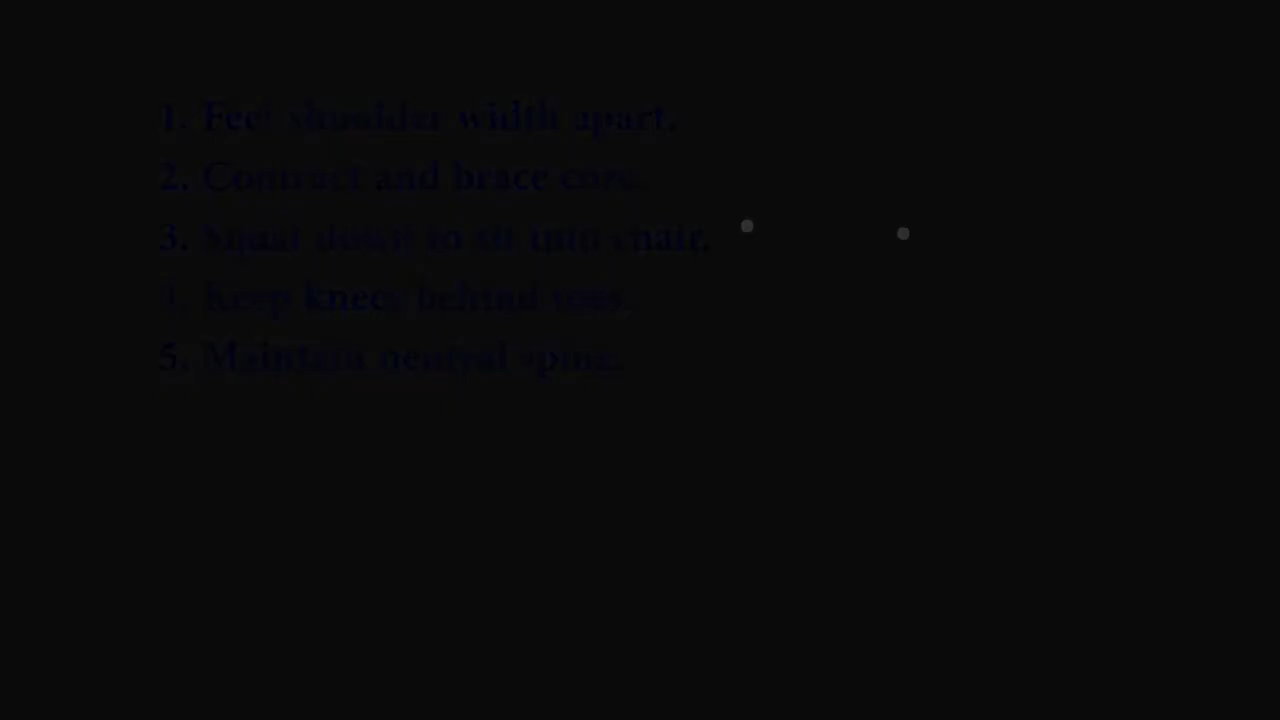 1. Feet shoulder width apart.
2. Contract and brace core.
3. Squat down to sit into chair.
4. Keep knees behind toes.
5. Maintain neutral spine.